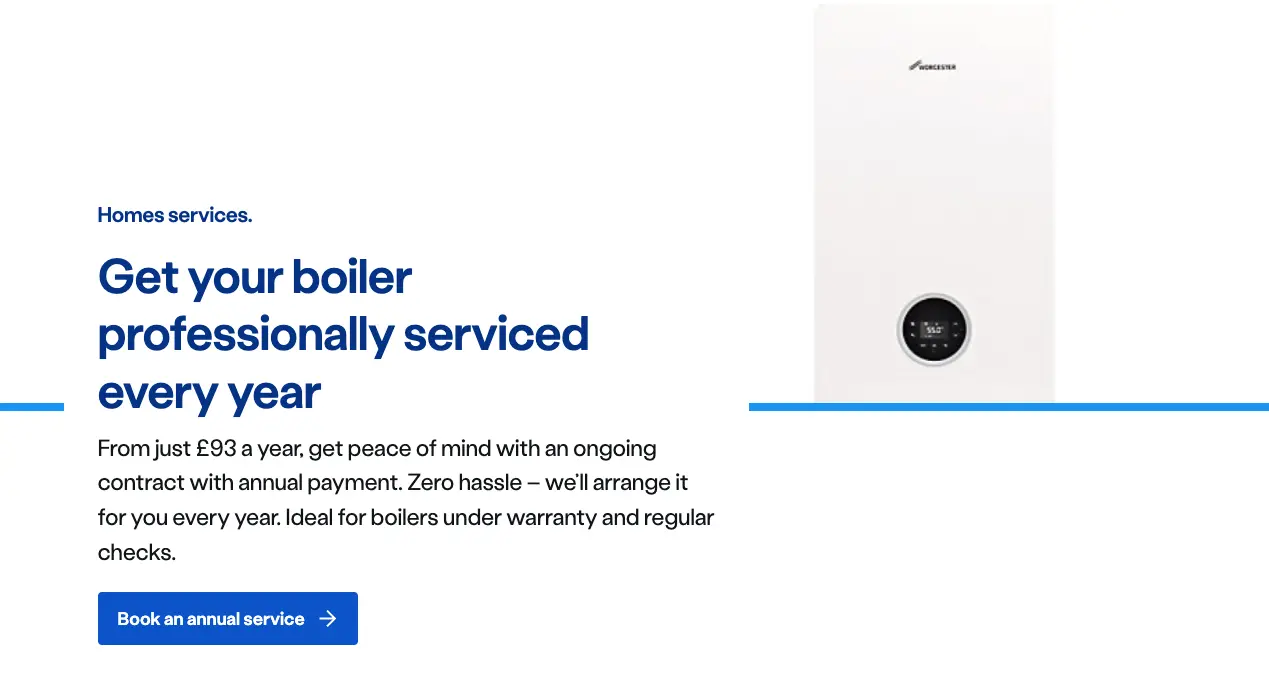 WORCESTER
Homes services.
Get your boiler
professionally serviced
every year
From just £93 a year, get peace of mind with an ongoing
contract with annual payment. Zero hassle – we'll arrange it
for you every year. Ideal for boilers under warranty and regular
checks.
Book an annual service